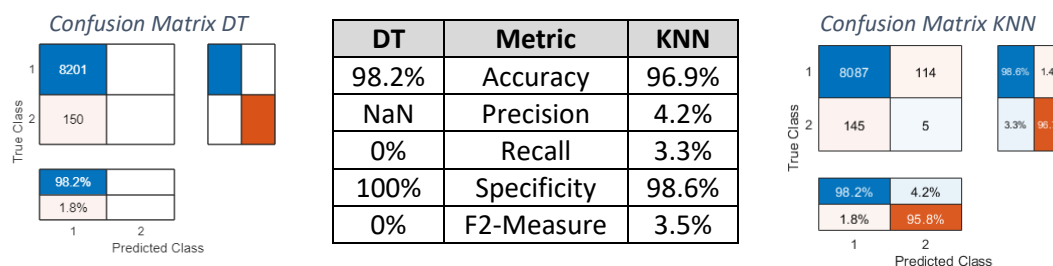 Confusion Matrix DT
1
8201
2
150
True Class
98.2%
1.8%
1 2
Predicted Class
DT Metric KNN
98.2% Accuracy 96.9%
NaN Precision 4.2%
0% Recall 3.3%
100% Specificity 98.6%
0% F2-Measure 3.5%
Confusion Matrix KNN
1 8087 114 98.6% 1.4
2 145 5 3.3% 96.
True Class
98.2% 4.2%
1.8% 95.8%
1 2
Predicted Class